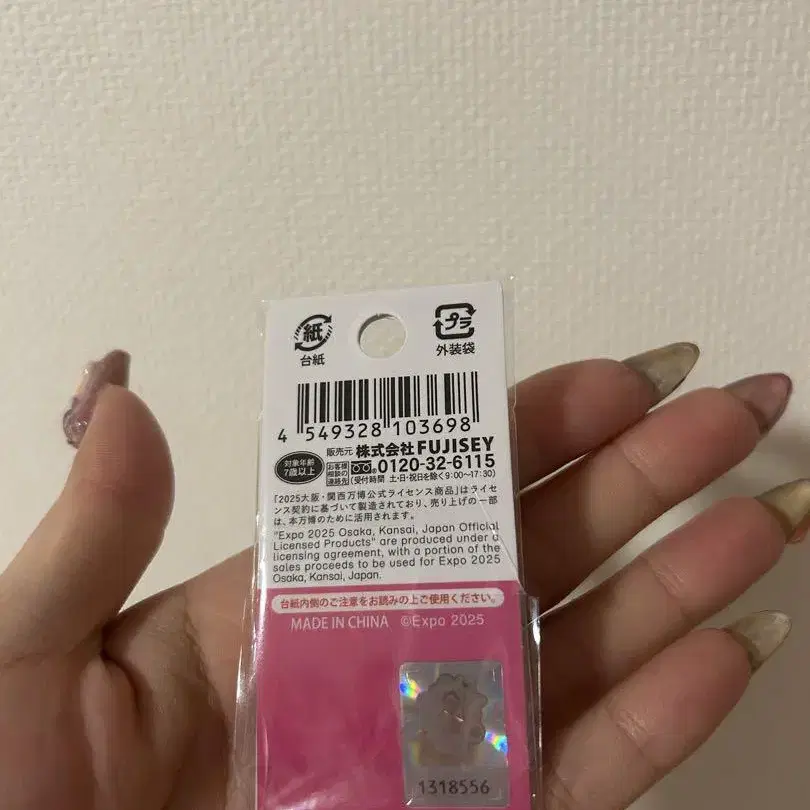 紙
台紙
プラ
外装袋
4 549328 103698
販売元 株式会社FUJISEY
対象年齢
7歳以上
お客様
相談の
連絡先
0120-32-6115
(受付時間 土・日・祝日を除く9:00〜17:30)
「2025大阪・関西万博公式ライセンス商品」はライセ
ンス契約に基づいて製造されており、売り上げの一部
は、本万博のために活用されます。
"Expo 2025 Osaka, Kansai, Japan Official
Licensed Products" are produced under a
licensing agreement, with a portion of the
sales proceeds to be used for Expo 2025
Osaka, Kansai, Japan.
台紙内側のご注意をお読みの上ご使用ください。
MADE IN CHINA ©Expo 2025
1318556